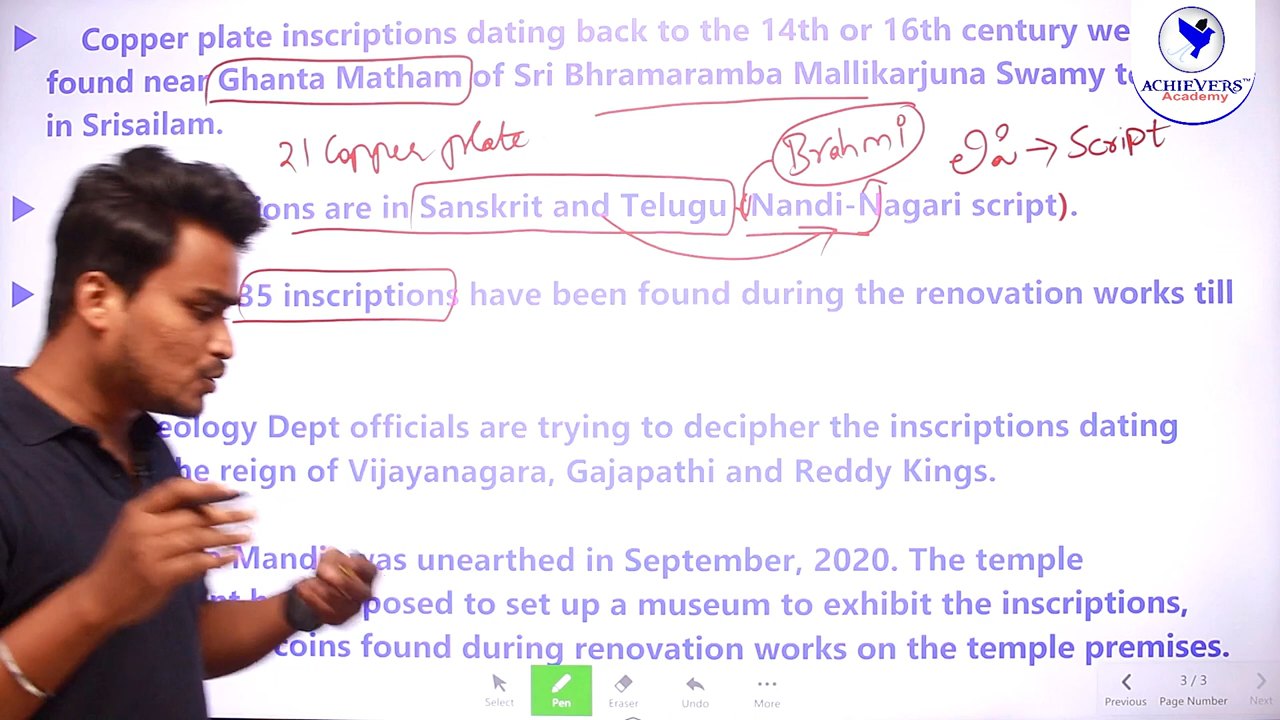 Copper plate inscriptions dating back to the 14th or 16th century we
found near Ghanta Matham of Sri Bhramaramba Mallikarjuna Swamy te
in Srisailam.
21 Copper plate
Brahmi
→ Script
ions are in Sanskrit and Telugu (Nandi-Nagari script).
35 inscriptions have been found during the renovation works till
eology Dept officials are trying to decipher the inscriptions dating
he reign of Vijayanagara, Gajapathi and Reddy Kings.
Mandi was unearthed in September, 2020. The temple
posed to set up a museum to exhibit the inscriptions,
coins found during renovation works on the temple premises.
ACHIEVERS™
Academy
Select
Pen
Eraser
Undo
More
Previous
3 / 3
Page Number
Next